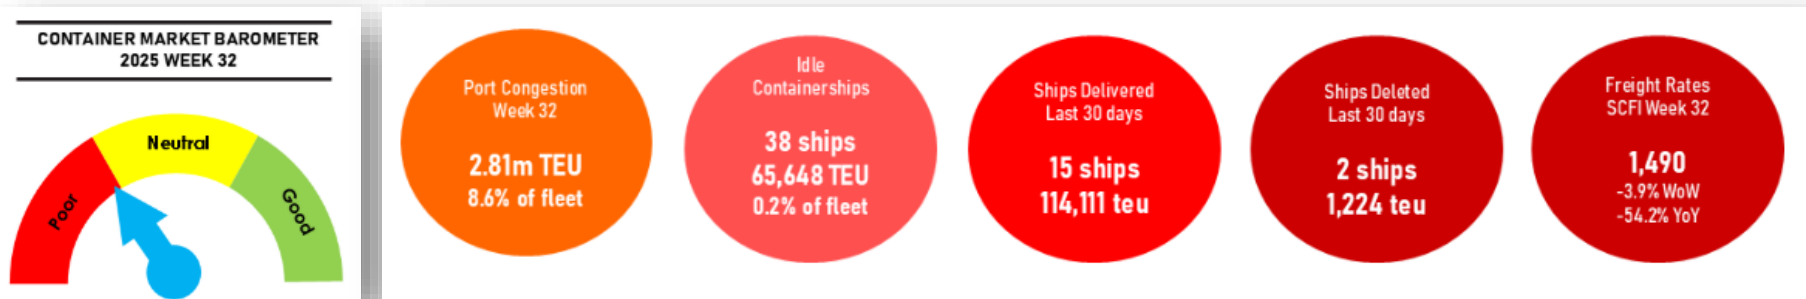 CONTAINER MARKET BAROMETER
2025 WEEK 32
Neutral
Poor
Good
Port Congestion
Week 32
2.81m TEU
8.6% of fleet
Idle
Containerships
38 ships
65,648 TEU
0.2% of fleet
Ships Delivered
Last 30 days
15 ships
114,111 teu
Ships Deleted
Last 30 days
2 ships
1,224 teu
Freight Rates
SCFI Week 32
1,490
-3.9% WoW
-54.2% YoY